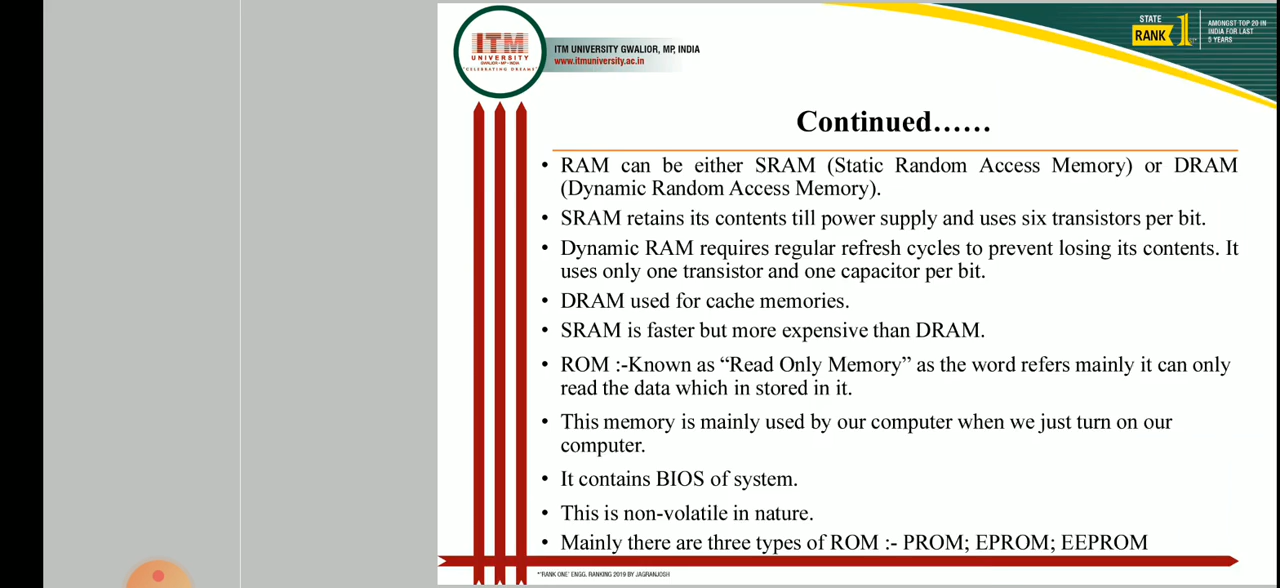 ITM
UNIVERSITY
GWALIOR • MP • INDIA
"CELEBRATING DREAMS"
ITM UNIVERSITY GWALIOR, MP, INDIA
www.itmuniversity.ac.in
STATE
RANK 1
AMONGST TOP 20 IN
INDIA FOR LAST
5 YEARS
Continued……
• RAM can be either SRAM (Static Random Access Memory) or DRAM
(Dynamic Random Access Memory).
• SRAM retains its contents till power supply and uses six transistors per bit.
• Dynamic RAM requires regular refresh cycles to prevent losing its contents. It
uses only one transistor and one capacitor per bit.
• DRAM used for cache memories.
• SRAM is faster but more expensive than DRAM.
• ROM :-Known as “Read Only Memory” as the word refers mainly it can only
read the data which in stored in it.
• This memory is mainly used by our computer when we just turn on our
computer.
• It contains BIOS of system.
• This is non-volatile in nature.
• Mainly there are three types of ROM :- PROM; EPROM; EEPROM
*'RANK ONE' ENGG. RANKING 2019 BY JAGRANJOSH